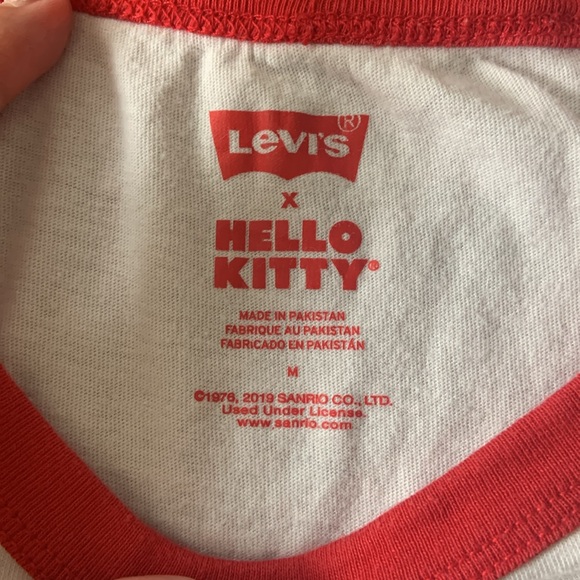 Levi's®
X
HELLO
KITTY®
MADE IN PAKISTAN
FABRIQUE AU PAKISTAN
FABRICADO EN PAKISTÁN
M
©1976, 2019 SANRIO CO., LTD.
Used Under License.
www.sanrio.com